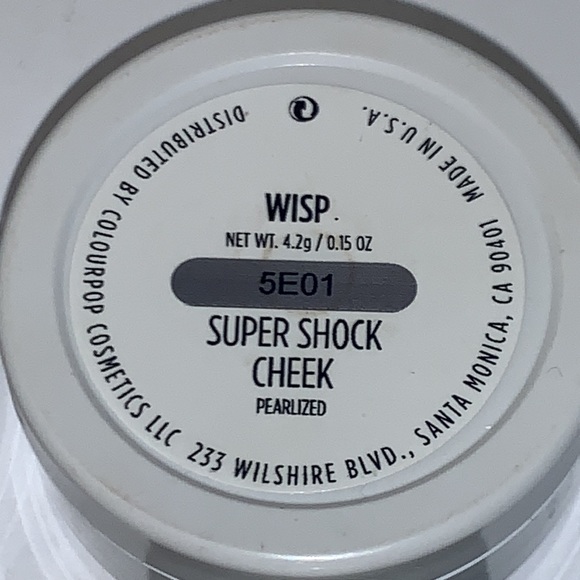 WISP.
NET WT. 4.2g / 0.15 OZ
5E01
SUPER SHOCK
CHEEK
PEARLIZED
DISTRIBUTED BY COLOURPOP COSMETICS LLC 233 WILSHIRE BLVD., SANTA MONICA, CA 90401 MADE IN U.S.A.